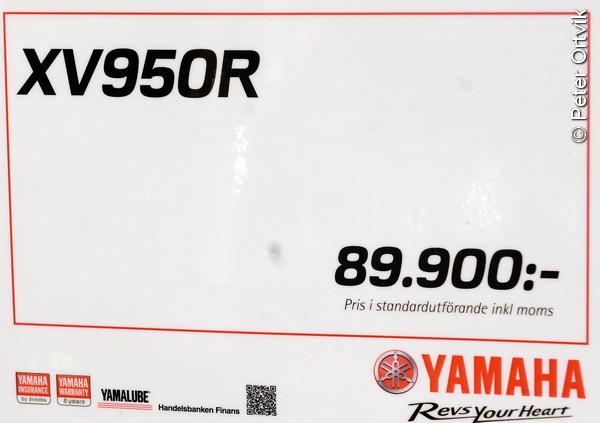 XV950R
89.900:-
Pris i standardutförande inkl moms
YAMAHA
INSURANCE
by Svedea
YAMAHA
WARRANTY
5 years
YAMALUBE®
Handelsbanken Finans
YAMAHA
Revs Your Heart
© Peter Ortvik